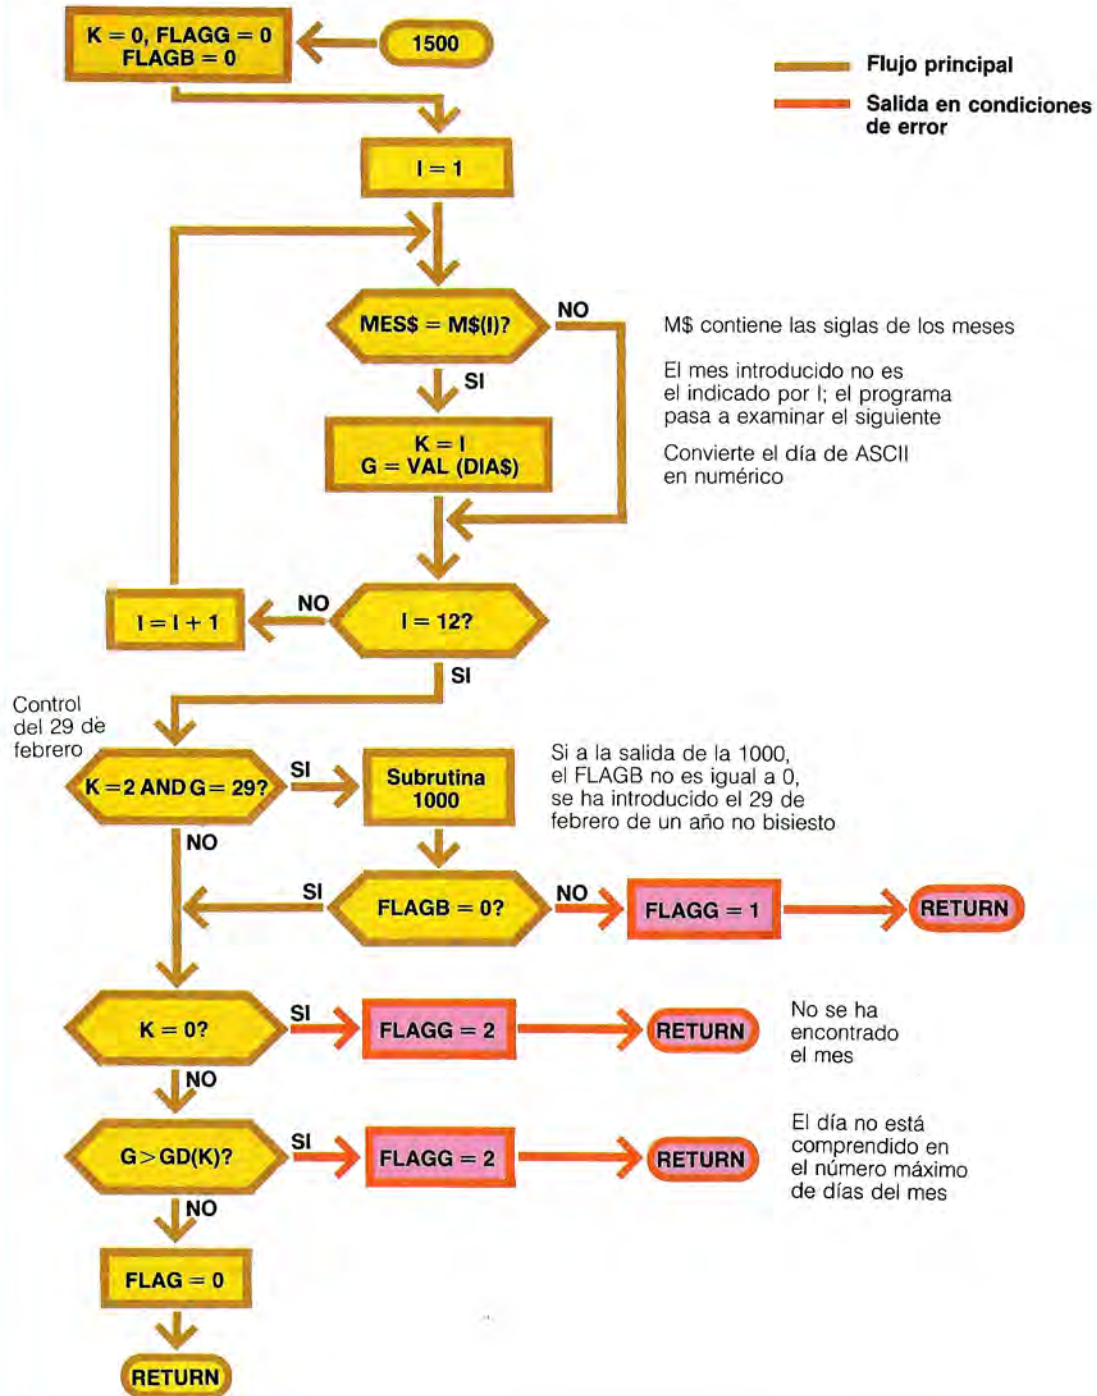 K = 0, FLAGG = 0
FLAGB = 0
1500
Flujo principal
Salida en condiciones
de error
I = 1
MES$ = M$(I)?
NO
SI
M$ contiene las siglas de los meses
El mes introducido no es
el indicado por I; el programa
pasa a examinar el siguiente
K = I
G = VAL (DIA$)
Convierte el día de ASCII
en numérico
I = I + 1
NO
I = 12?
SI
Control
del 29 de
febrero
K = 2 AND G = 29?
SI
NO
Subrutina
1000
Si a la salida de la 1000,
el FLAGB no es igual a 0,
se ha introducido el 29 de
febrero de un año no bisiesto
SI
FLAGB = 0?
NO
FLAGG = 1
RETURN
K = 0?
SI
NO
FLAGG = 2
RETURN
No se ha
encontrado
el mes
G > GD(K)?
SI
NO
FLAGG = 2
RETURN
El día no está
comprendido en
el número máximo
de días del mes
FLAG = 0
RETURN